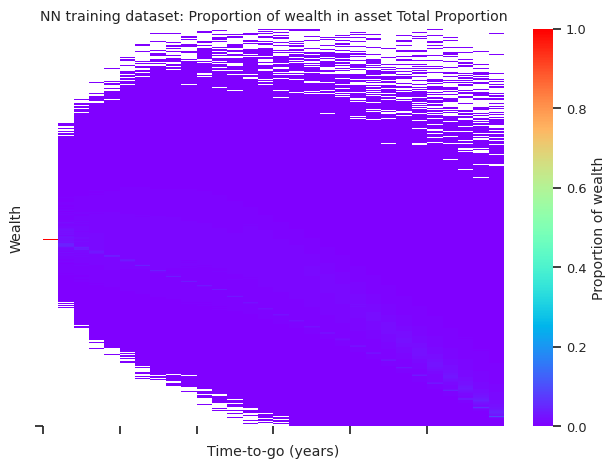 NN training dataset: Proportion of wealth in asset Total Proportion
Wealth
Time-to-go (years)
1.0
0.8
0.6
0.4
0.2
0.0
Proportion of wealth